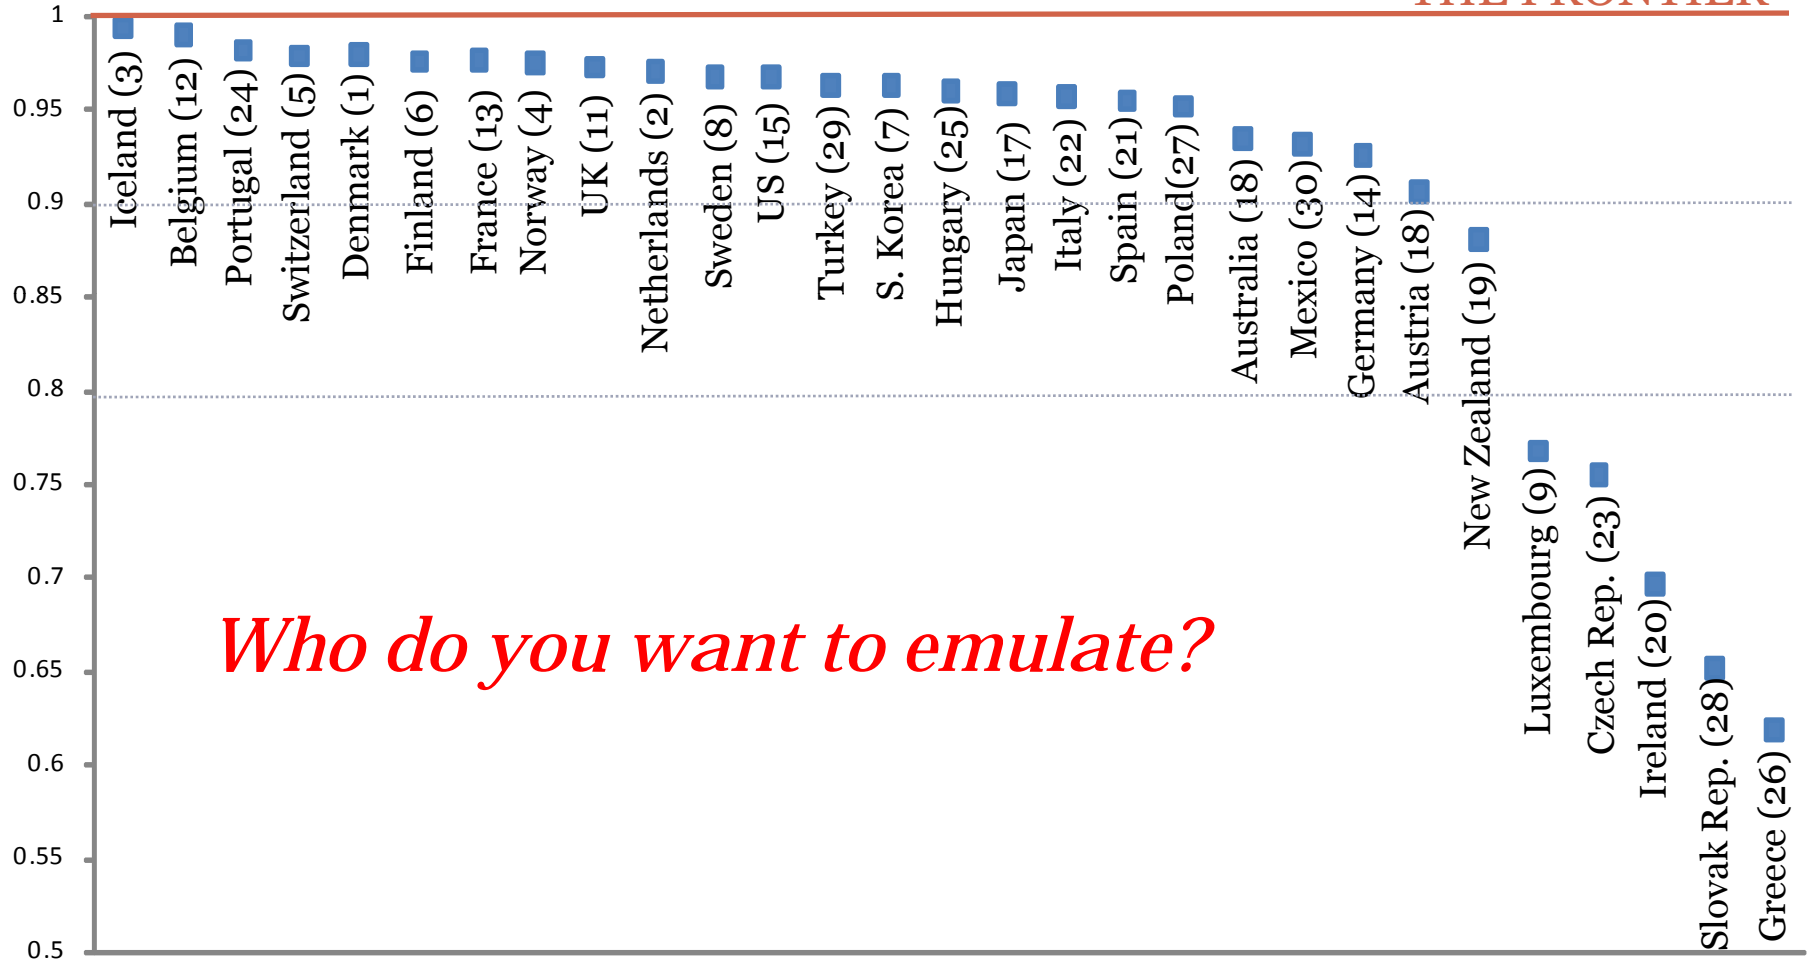 THE FRONTIER
1
0.95
0.9
0.85
0.8
0.75
0.7
0.65
0.6
0.55
0.5
Iceland (3)
Belgium (12)
Portugal (24)
Switzerland (5)
Denmark (1)
Finland (6)
France (13)
Norway (4)
UK (11)
Netherlands (2)
Sweden (8)
US (15)
Turkey (29)
S. Korea (7)
Hungary (25)
Japan (17)
Italy (22)
Spain (21)
Poland(27)
Australia (18)
Mexico (30)
Germany (14)
Austria (18)
New Zealand (19)
Luxembourg (9)
Czech Rep. (23)
Ireland (20)
Slovak Rep. (28)
Greece (26)
Who do you want to emulate?